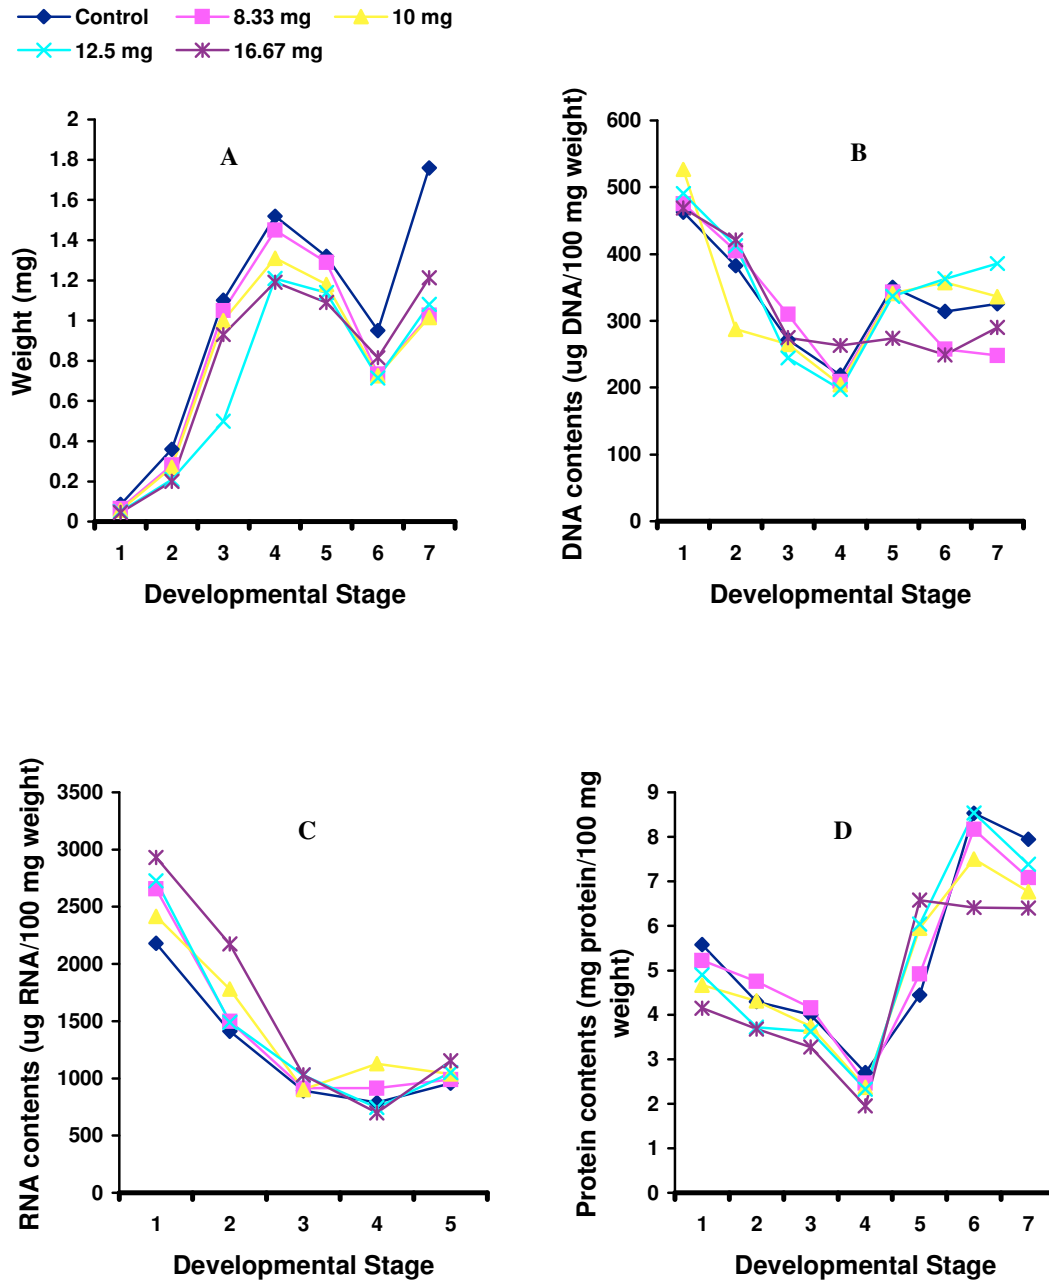 Control 8.33 mg 10 mg
12.5 mg 16.67 mg
A
Weight (mg)
2
1.8
1.6
1.4
1.2
1
0.8
0.6
0.4
0.2
0
1 2 3 4 5 6 7
Developmental Stage
B
DNA contents (ug DNA/100 mg weight)
600
500
400
300
200
100
0
1 2 3 4 5 6 7
Developmental Stage
C
RNA contents (ug RNA/100 mg weight)
3500
3000
2500
2000
1500
1000
500
0
1 2 3 4 5
Developmental Stage
D
Protein contents (mg protein/100 mg
weight)
9
8
7
6
5
4
3
2
1
0
1 2 3 4 5 6 7
Developmental Stage